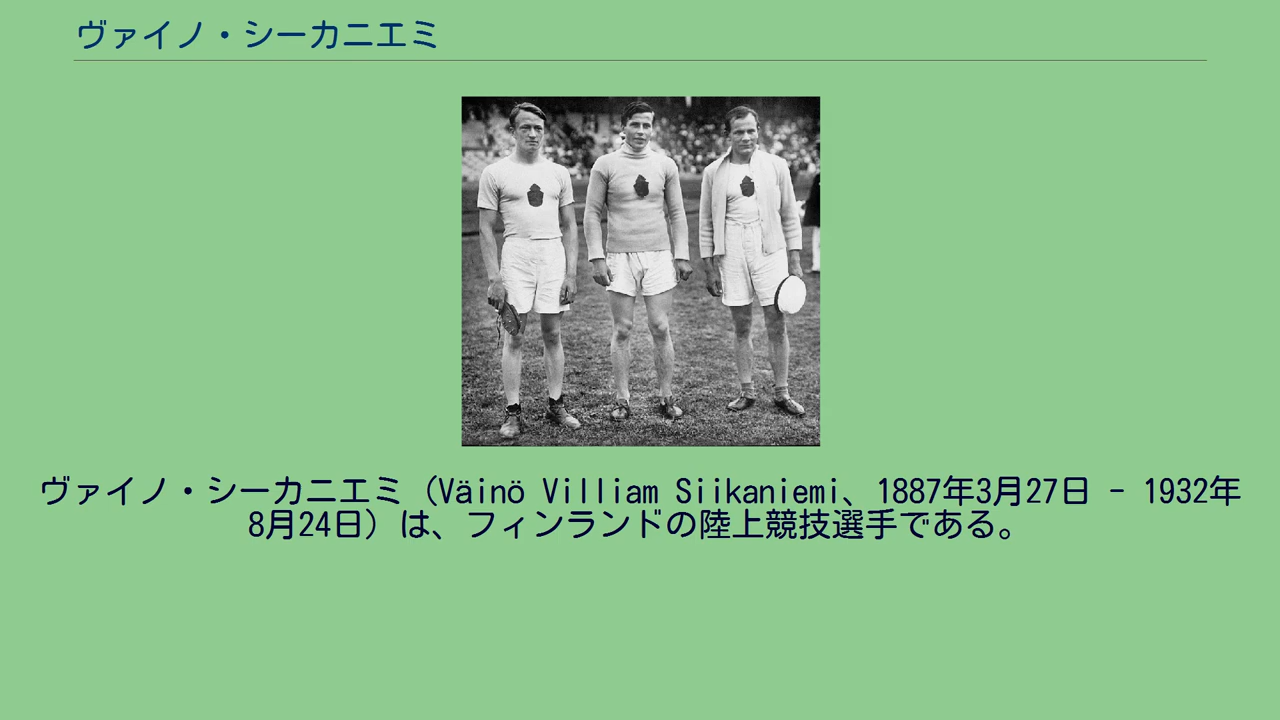 ヴァイノ・シーカニエミ
ヴァイノ・シーカニエミ（Väinö Villiam Siikaniemi、1887年3月27日 - 1932年
8月24日）は、フィンランドの陸上競技選手である。